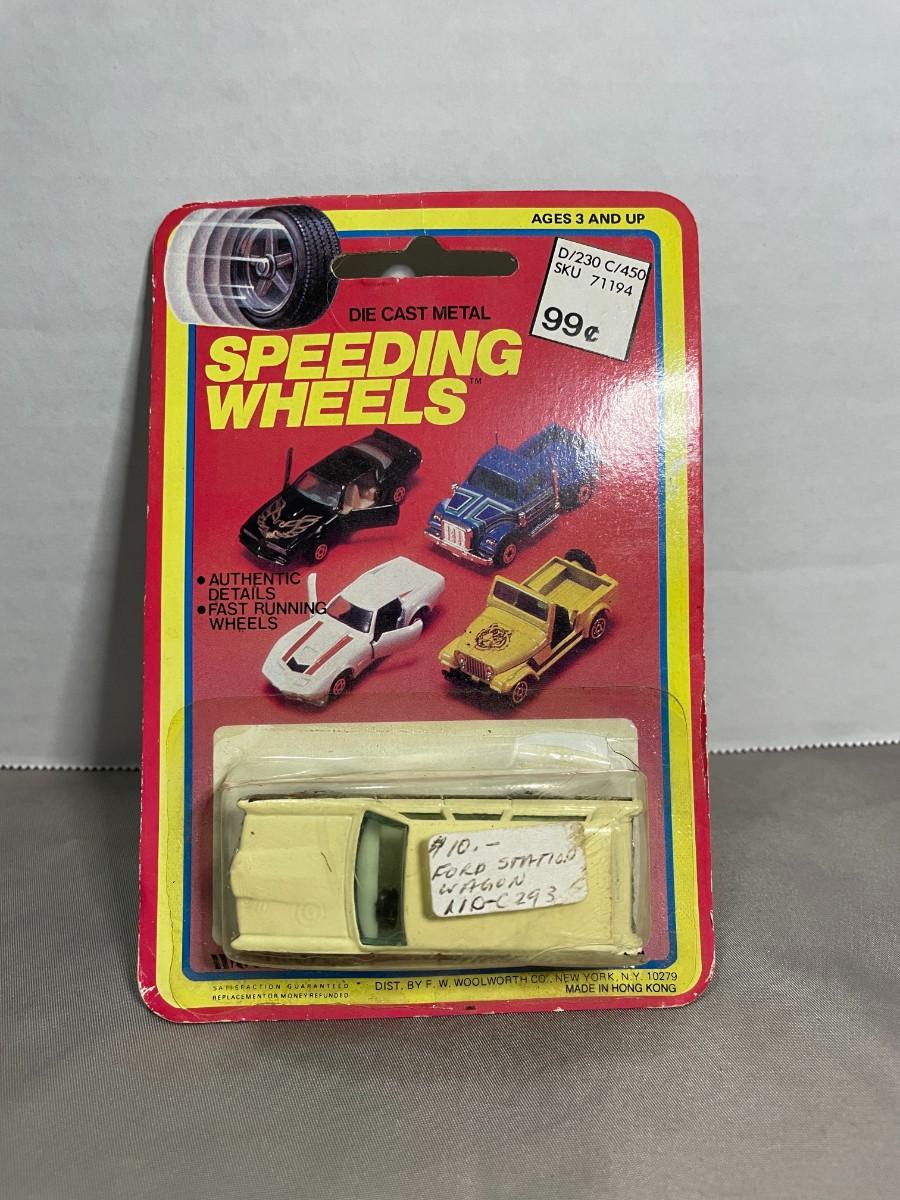 AGES 3 AND UP
D/230 C/450
SKU 71194
99¢
DIE CAST METAL
SPEEDING
WHEELS™
• AUTHENTIC
DETAILS
• FAST RUNNING
WHEELS
$10.-
FORD STATION
WAGON
C293
SATISFACTION GUARANTEED
REPLACEMENT OR MONEY REFUNDED
DIST. BY F. W. WOOLWORTH CO., NEW YORK, N.Y. 10279
MADE IN HONG KONG